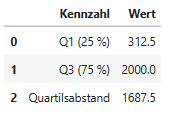 Kennzahl Wert
0 Q1 (25 %) 312.5
1 Q3 (75 %) 2000.0
2 Quartilsabstand 1687.5